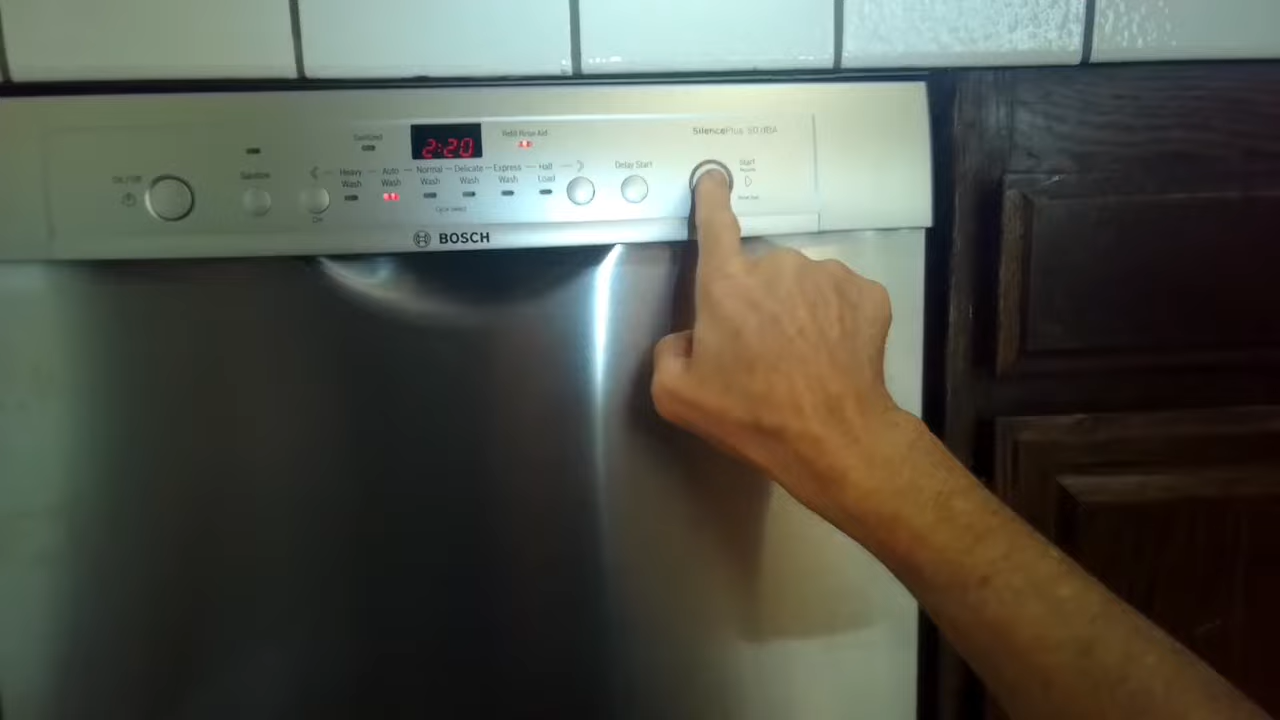 Sanitized
2:20
Refill Rinse Aid
SilencePlus 50 dBA
On / Off
Sanitize
Heavy Wash
Auto Wash
Normal Wash
Delicate Wash
Express Wash
Half Load
Delay Start
Start
BOSCH